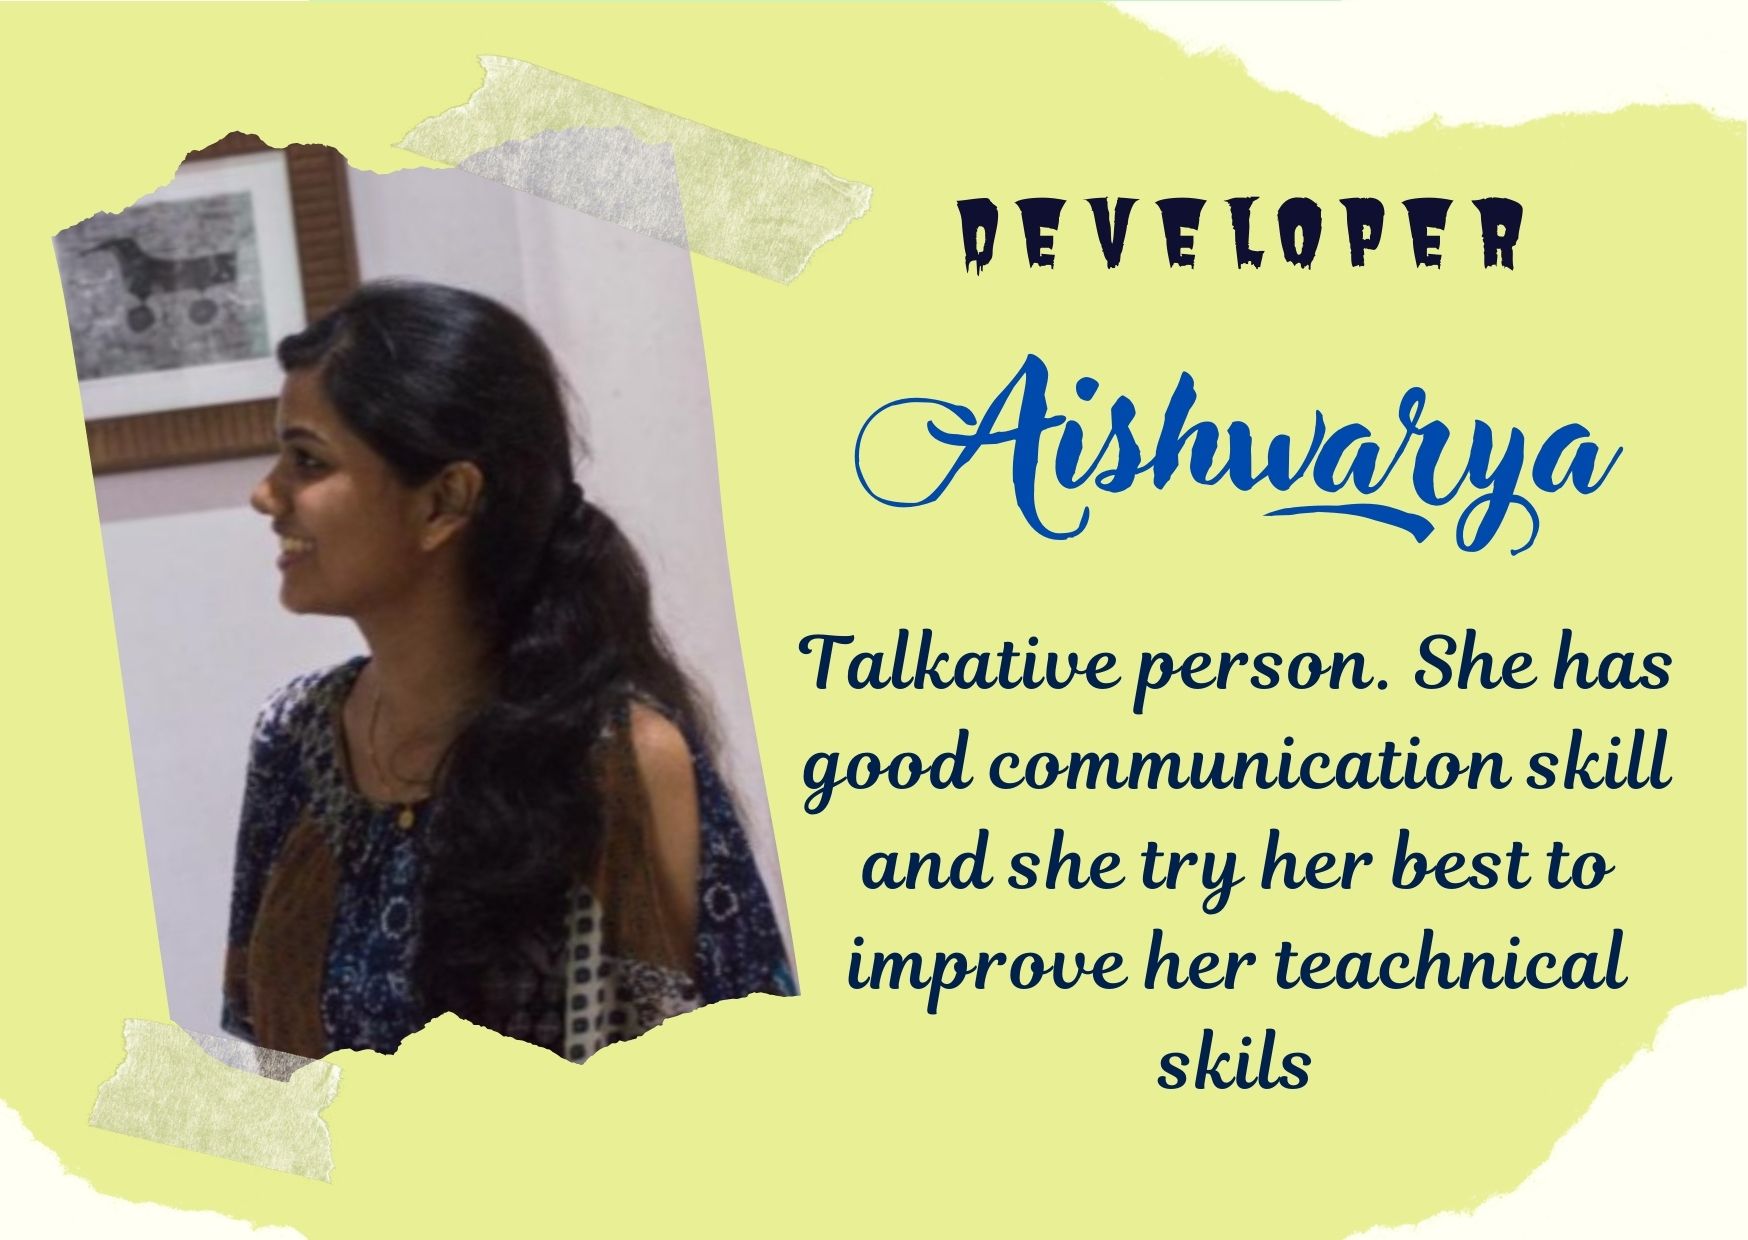 DEVELOPER
Aishwarya
Talkative person. She has
good communication skill
and she try her best to
improve her teachnical
skils